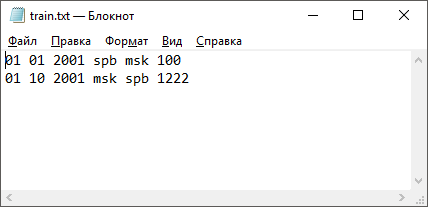 train.txt — Блокнот
Файл Правка Формат Вид Справка
01 01 2001 spb msk 100
01 10 2001 msk spb 1222